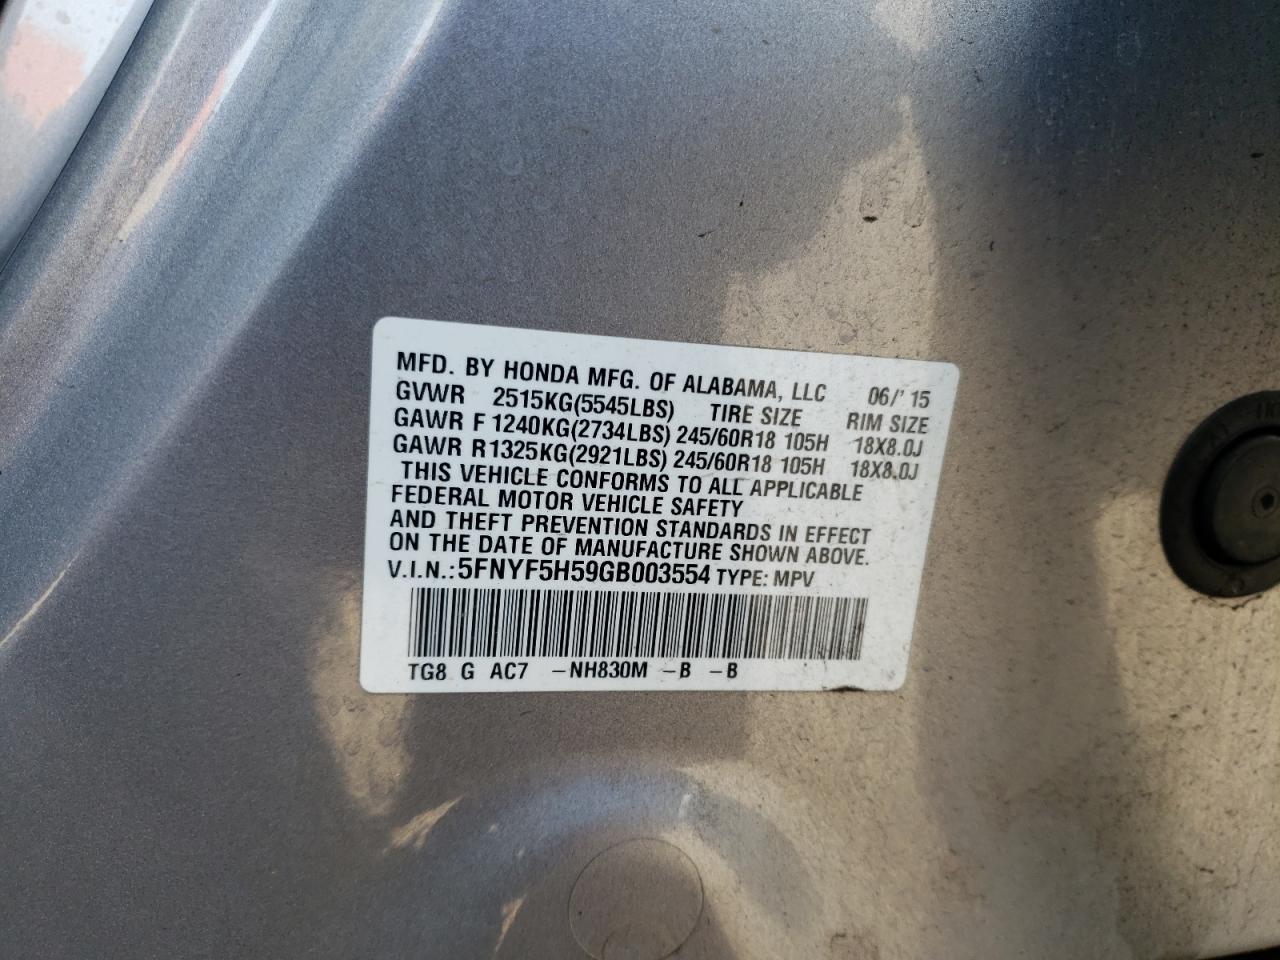 MFD. BY HONDA MFG. OF ALABAMA, LLC 06/'15
GVWR 2515KG(5545LBS) TIRE SIZE RIM SIZE
GAWR F 1240KG(2734LBS) 245/60R18 105H 18X8.0J
GAWR R1325KG(2921LBS) 245/60R18 105H 18X8.0J
THIS VEHICLE CONFORMS TO ALL APPLICABLE
FEDERAL MOTOR VEHICLE SAFETY
AND THEFT PREVENTION STANDARDS IN EFFECT
ON THE DATE OF MANUFACTURE SHOWN ABOVE.
V.I.N.:5FNYF5H59GB003554 TYPE: MPV
TG8 G AC7 -NH830M -B -B